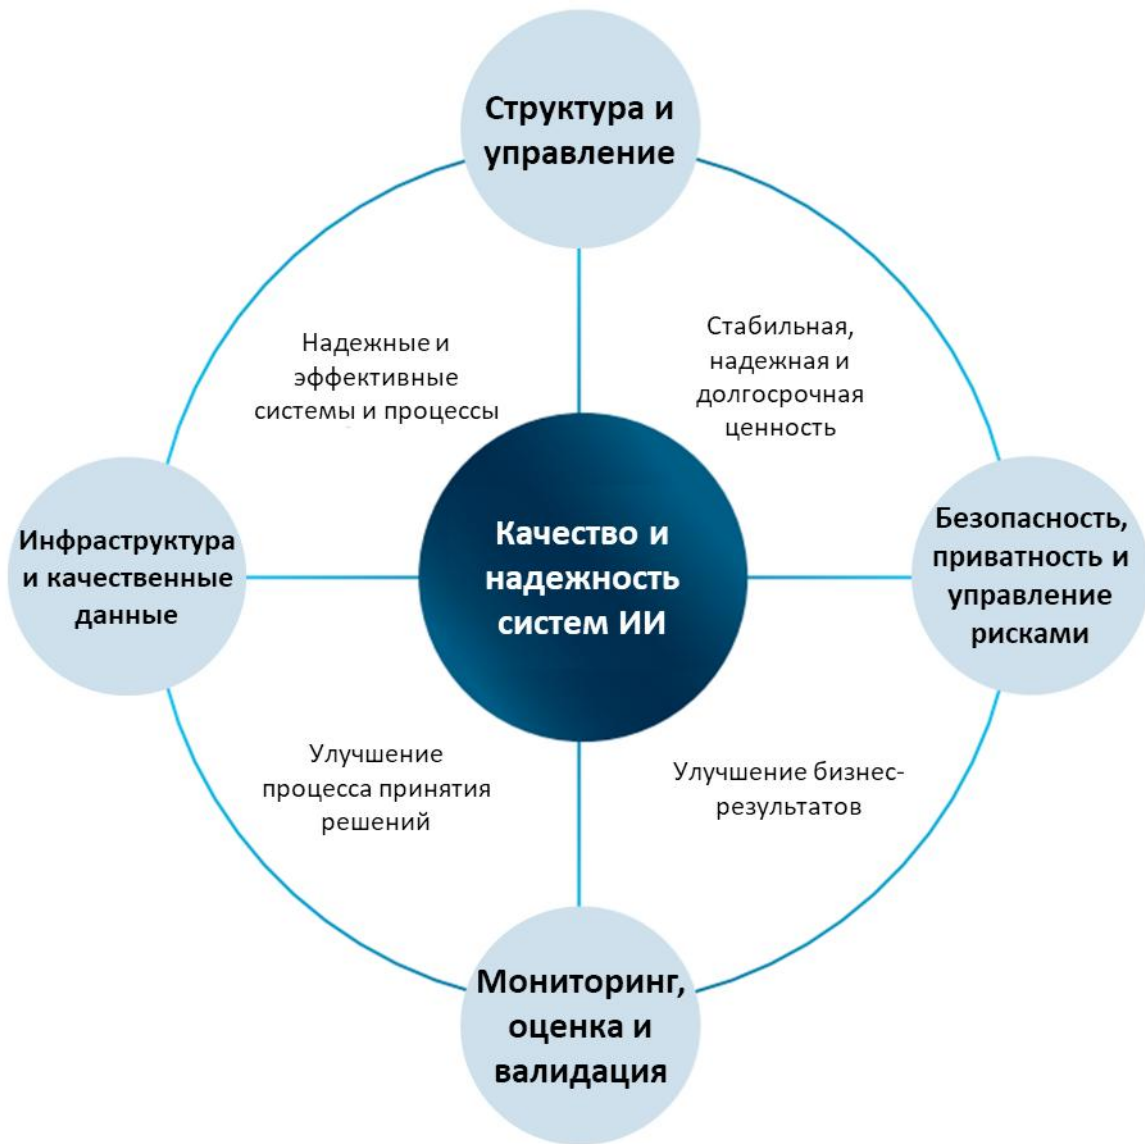 Структура и
управление
Надежные и
эффективные
системы и процессы
Стабильная,
надежная и
долгосрочная
ценность
Инфраструктура
и качественные
данные
Качество и
надежность
систем ИИ
Безопасность,
приватность и
управление
рисками
Улучшение
процесса принятия
решений
Улучшение бизнес-
результатов
Мониторинг,
оценка и
валидация